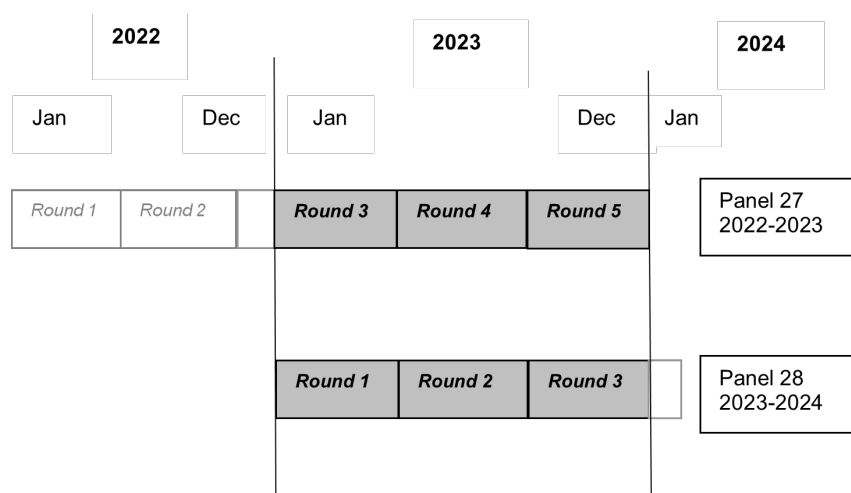 2022
2023
2024
Jan
Dec
Jan
Dec
Jan
Round 1
Round 2
Round 3
Round 4
Round 5
Panel 27
2022-2023
Round 1
Round 2
Round 3
Panel 28
2023-2024